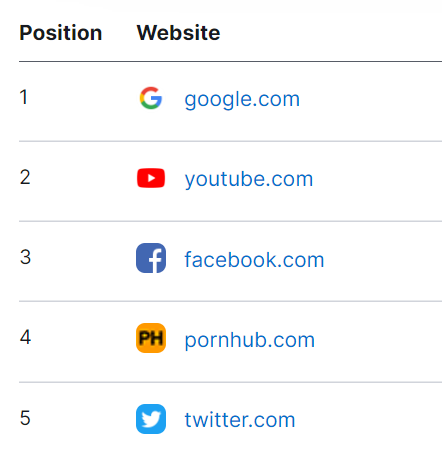 Position Website
1 google.com
2 youtube.com
3 facebook.com
4 PH pornhub.com
5 twitter.com